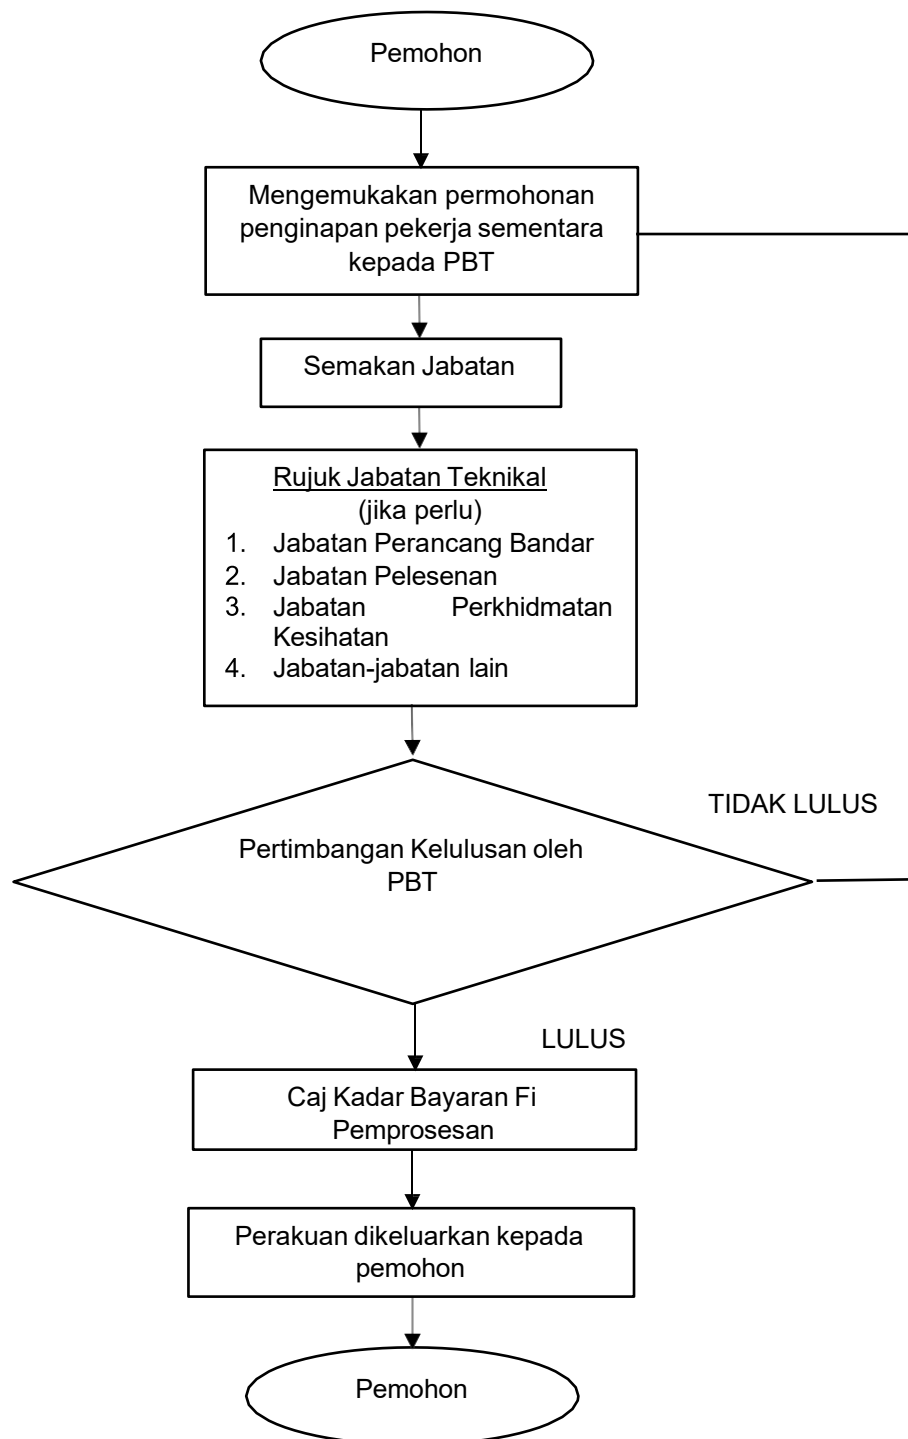 Pemohon
Mengemukakan permohonan
penginapan pekerja sementara
kepada PBT
Semakan Jabatan
Rujuk Jabatan Teknikal
(jika perlu)
1. Jabatan Perancang Bandar
2. Jabatan Pelesenan
3. Jabatan Perkhidmatan
Kesihatan
4. Jabatan-jabatan lain
TIDAK LULUS
Pertimbangan Kelulusan oleh
PBT
LULUS
Caj Kadar Bayaran Fi
Pemprosesan
Perakuan dikeluarkan kepada
pemohon
Pemohon